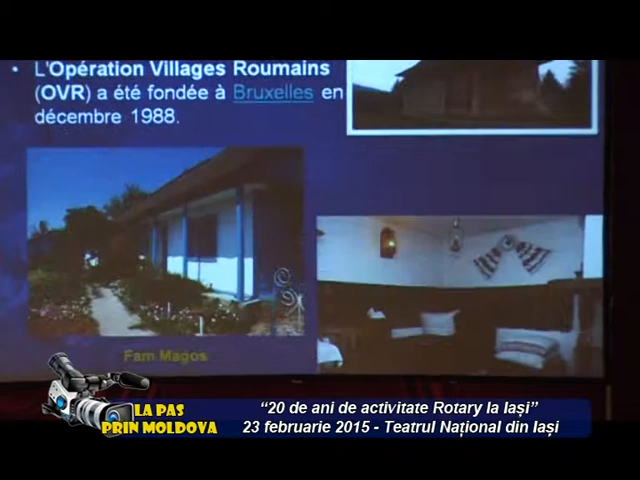 • L'Opération Villages Roumains
(OVR) a été fondée à Bruxelles en
décembre 1988.
Fam Magos
LA PAS
PRIN MOLDOVA
“20 de ani de activitate Rotary la Iași”
23 februarie 2015 - Teatrul Național din Iași